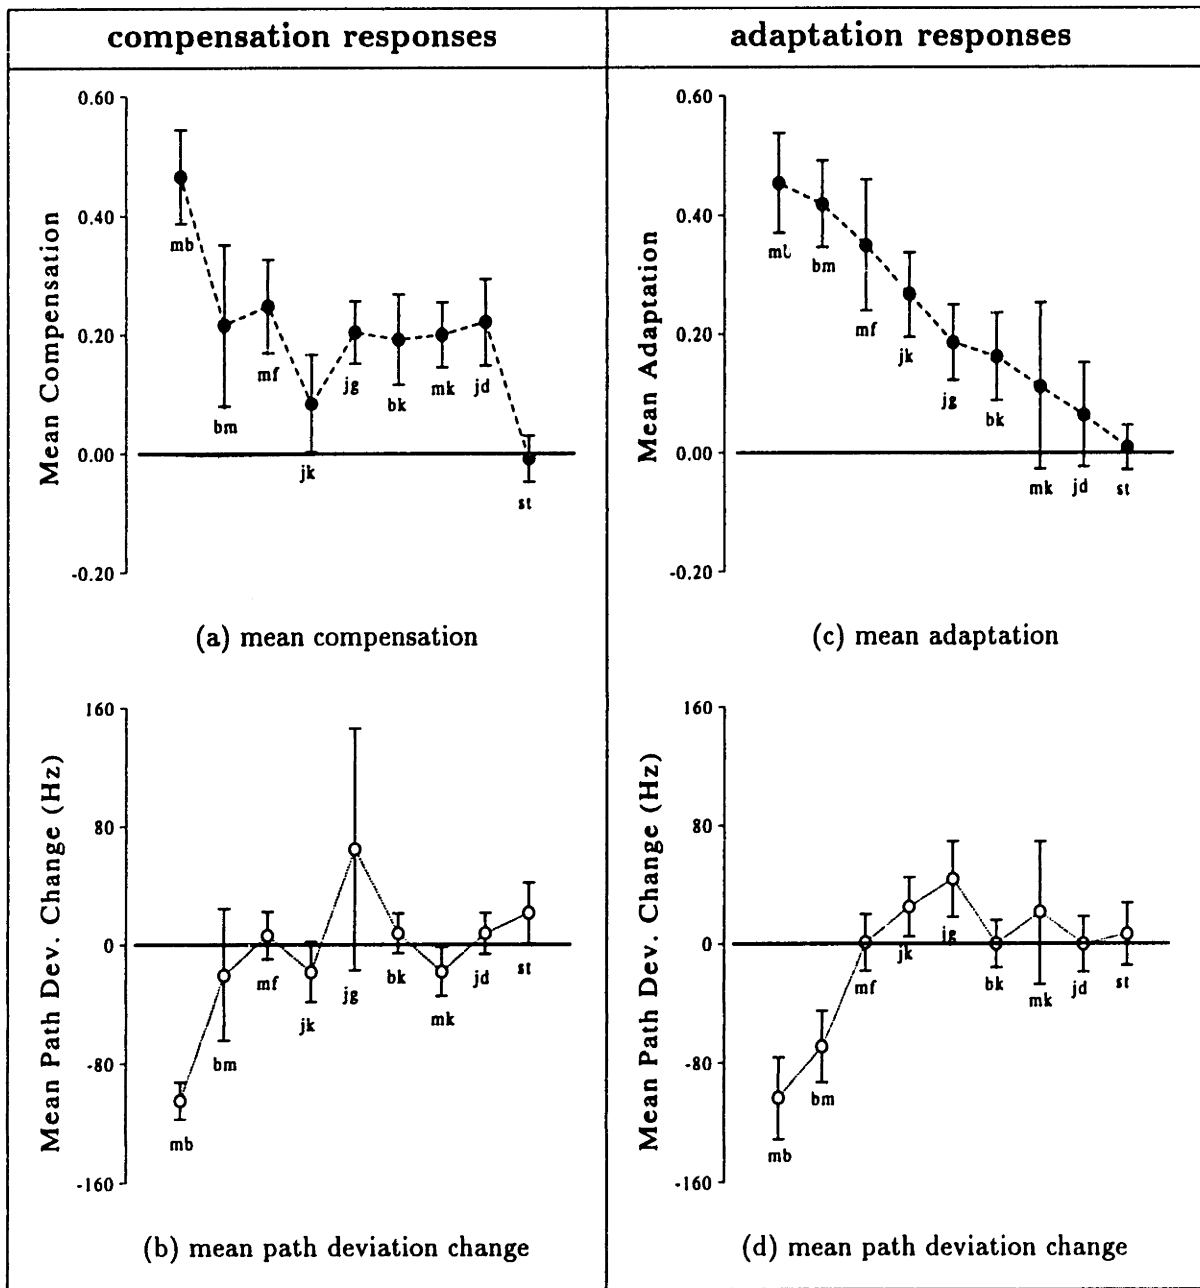 compensation responses
adaptation responses
Mean Compensation
0.60
0.40
0.20
0.00
-0.20
mb
bm
mf
jk
jg
bk
mk
jd
st
(a) mean compensation
Mean Adaptation
0.60
0.40
0.20
0.00
-0.20
bm
mf
jk
jg
bk
mk
jd
st
(c) mean adaptation
Mean Path Dev. Change (Hz)
160
80
0
-80
-160
mb
bm
mf
jk
jg
bk
mk
jd
st
(b) mean path deviation change
Mean Path Dev. Change (Hz)
160
80
0
-80
-160
mb
bm
mf
jk
jg
bk
mk
jd
st
(d) mean path deviation change